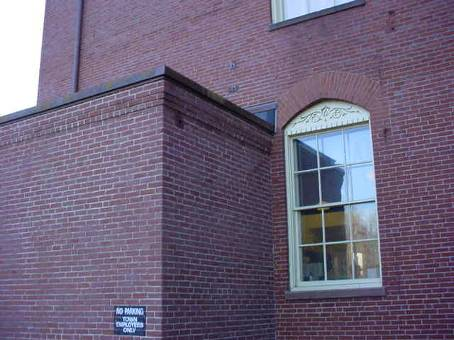 NO PARKING
TOWN
EMPLOYEES
ONLY